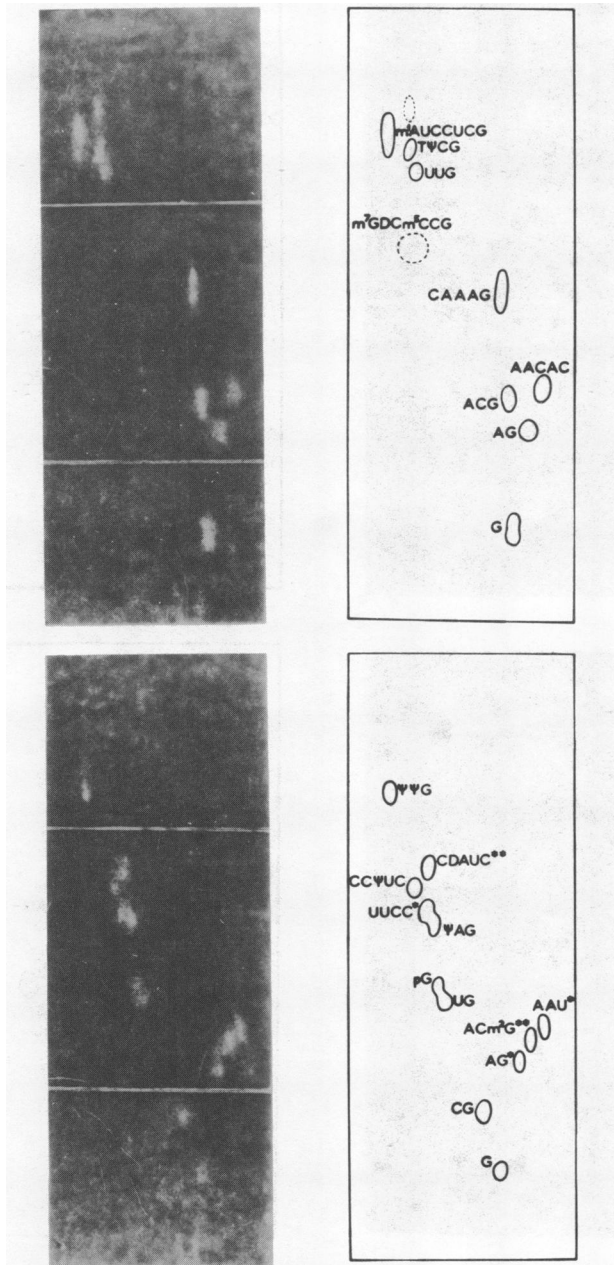 m¹AUCCUCG
TΨCG
UUG
m⁷GDCm⁵CCG
CAAAG
AACAC
ACG
AG
G
ΨΨG
CDAUC**
CCΨUC
UUCC*
ΨAG
pG
UG
AAU*
ACm²G**
AG*
CG
G